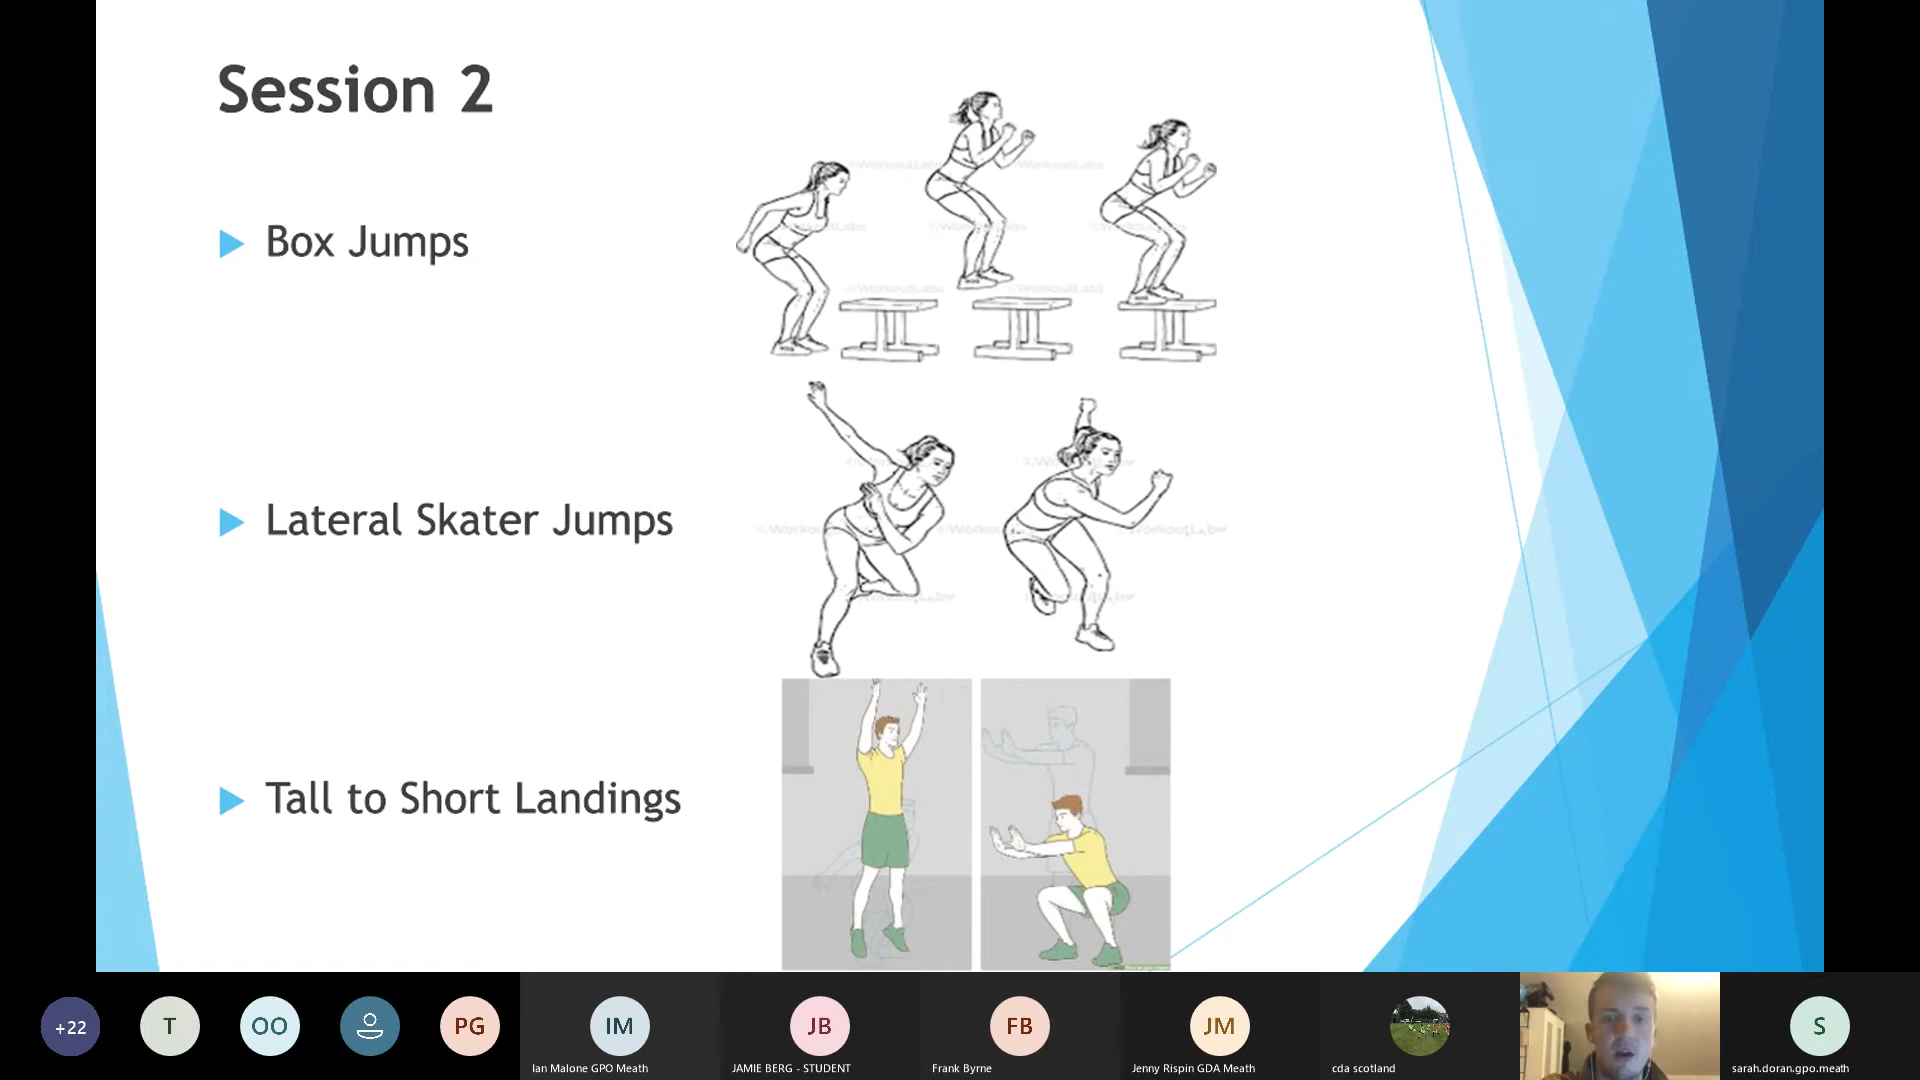 Session 2
Box Jumps
Lateral Skater Jumps
Tall to Short Landings
+22
T
OO
PG
IM
JB
FB
JM
S
Ian Malone GPO Meath
JAMIE BERG - STUDENT
Frank Byrne
Jenny Rispin GDA Meath
cda scotland
sarah.doran.gpo.meath